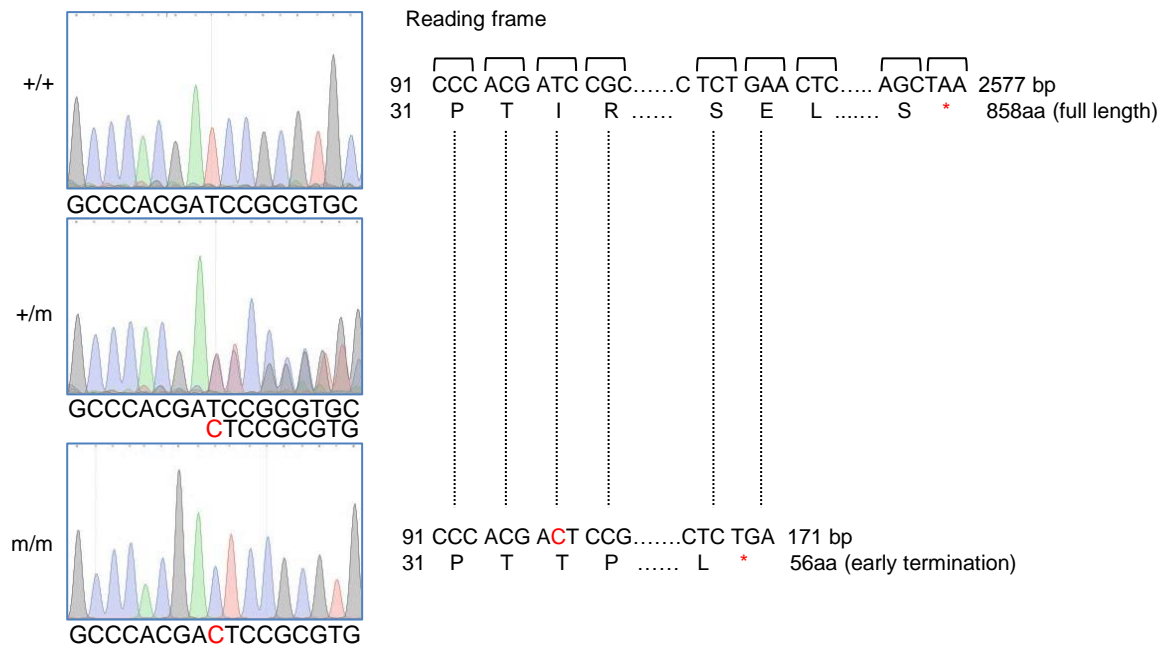 Reading frame
+/+
91 CCC ACG ATC CGC......C TCT GAA CTC..... AGCTAA 2577 bp
31 P T I R ...... S E L ....... S * 858aa (full length)
GCCCACGATCCGCGTGC
+/m
GCCCACGATCCGCGTGC
CTCCGCGTG
m/m
91 CCC ACG ACT CCG.......CTC TGA 171 bp
31 P T T P ...... L * 56aa (early termination)
GCCCACGACTCCGCGTG